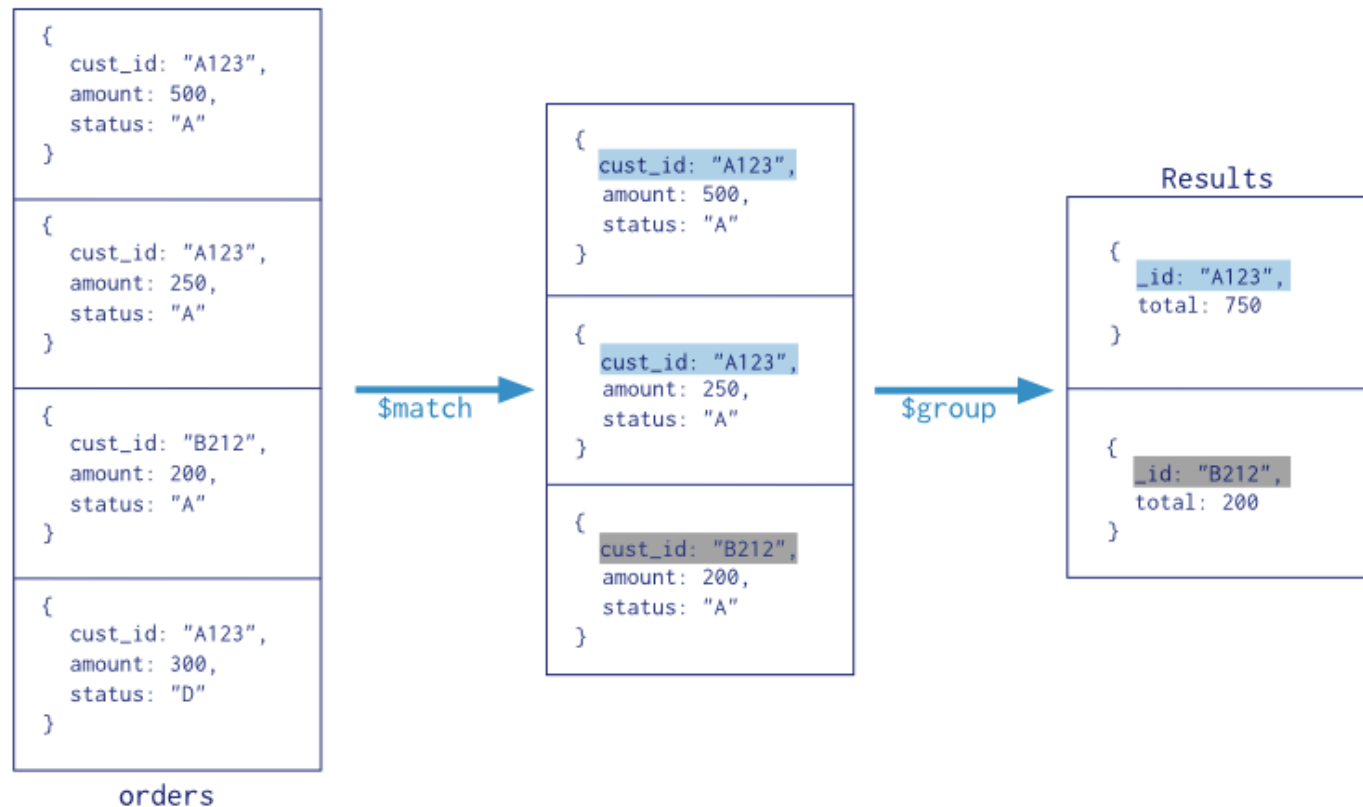 {
cust_id: "A123",
amount: 500,
status: "A"
}
{
cust_id: "A123",
amount: 250,
status: "A"
}
{
cust_id: "B212",
amount: 200,
status: "A"
}
{
cust_id: "A123",
amount: 300,
status: "D"
}
orders
$match
{
cust_id: "A123",
amount: 500,
status: "A"
}
{
cust_id: "A123",
amount: 250,
status: "A"
}
{
cust_id: "B212",
amount: 200,
status: "A"
}
$group
Results
{
_id: "A123",
total: 750
}
{
_id: "B212",
total: 200
}